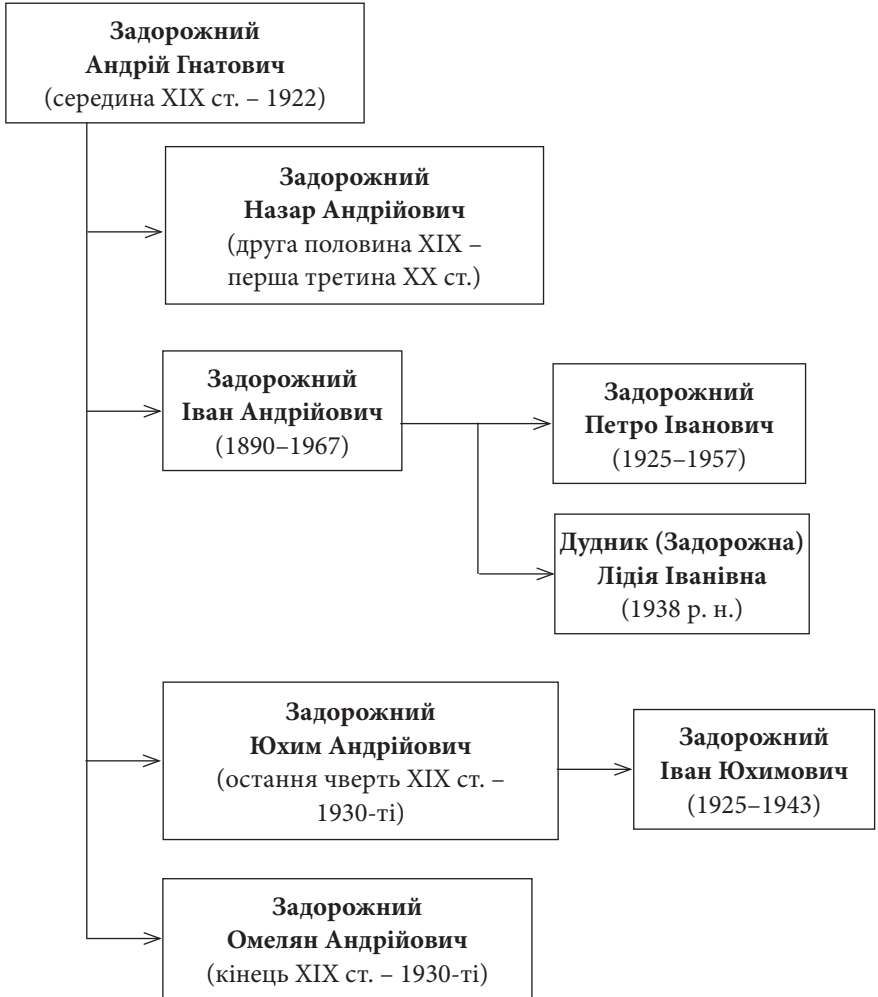 Задорожний
Андрій Гнатович
(середина XIX ст. – 1922)
Задорожний
Назар Андрійович
(друга половина XIX –
перша третина XX ст.)
Задорожний
Іван Андрійович
(1890–1967)
Задорожний
Петро Іванович
(1925–1957)
Дудник (Задорожна)
Лідія Іванівна
(1938 р. н.)
Задорожний
Юхим Андрійович
(остання чверть XIX ст. –
1930-ті)
Задорожний
Іван Юхимович
(1925–1943)
Задорожний
Омелян Андрійович
(кінець XIX ст. – 1930-ті)